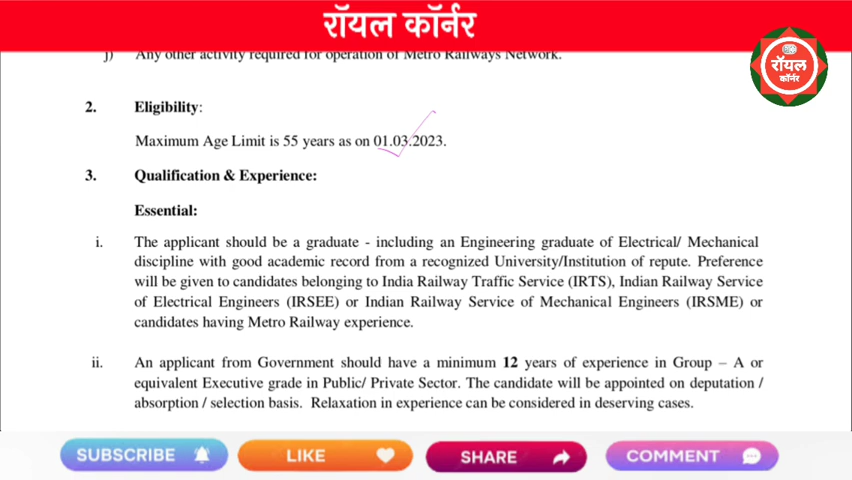 रॉयल कॉर्नर
रॉयल
कॉर्नर
j) Any other activity required for operation of Metro Railways Network.
2. Eligibility:
Maximum Age Limit is 55 years as on 01.03.2023.
3. Qualification & Experience:
Essential:
i. The applicant should be a graduate - including an Engineering graduate of Electrical/ Mechanical
discipline with good academic record from a recognized University/Institution of repute. Preference
will be given to candidates belonging to India Railway Traffic Service (IRTS), Indian Railway Service
of Electrical Engineers (IRSEE) or Indian Railway Service of Mechanical Engineers (IRSME) or
candidates having Metro Railway experience.
ii. An applicant from Government should have a minimum 12 years of experience in Group – A or
equivalent Executive grade in Public/ Private Sector. The candidate will be appointed on deputation /
absorption / selection basis. Relaxation in experience can be considered in deserving cases.
SUBSCRIBE
LIKE
SHARE
COMMENT